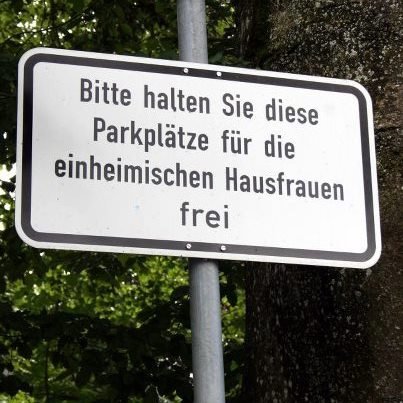 Bitte halten Sie diese
Parkplätze für die
einheimischen Hausfrauen
frei